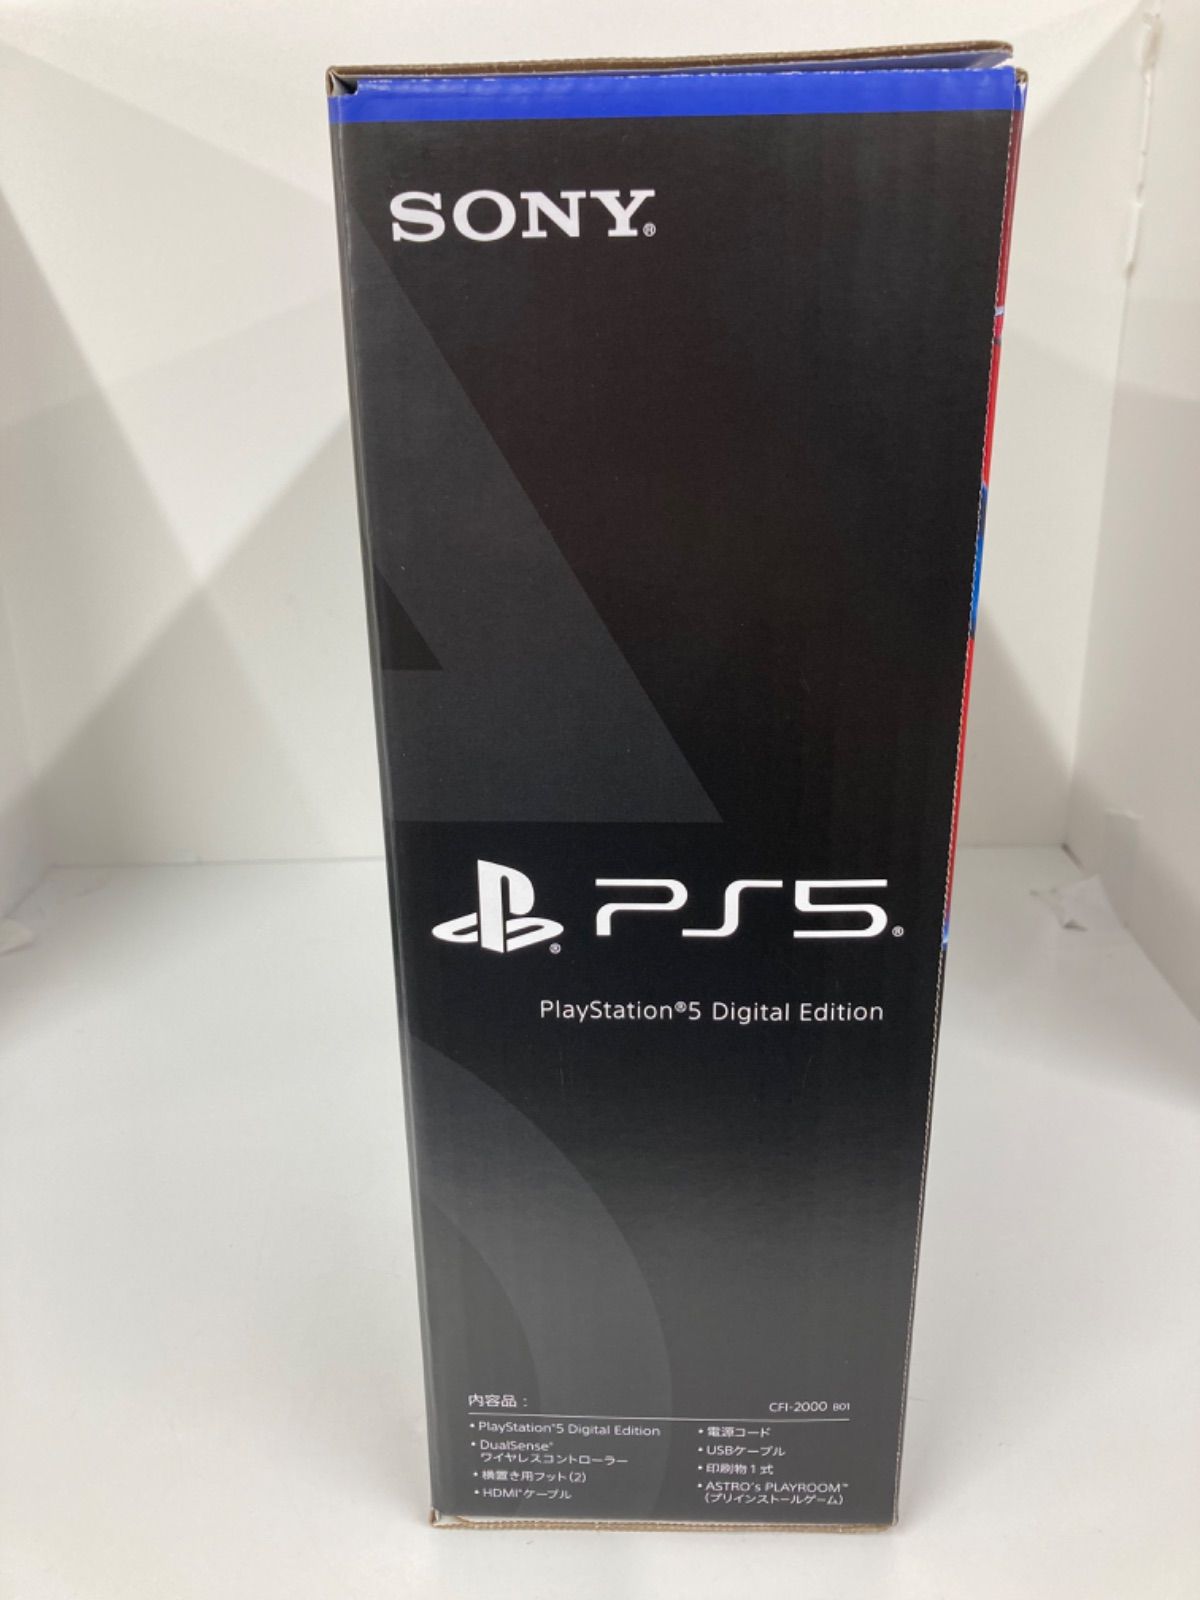 SONY®
PS5®
PlayStation®5 Digital Edition
内容品：
CFI-2000 B01
・PlayStation®5 Digital Edition
・DualSense®
ワイヤレスコントローラー
・横置き用フット(2)
・HDMI®ケーブル
・電源コード
・USBケーブル
・印刷物1式
・ASTRO's PLAYROOM™
(プリインストールゲーム)